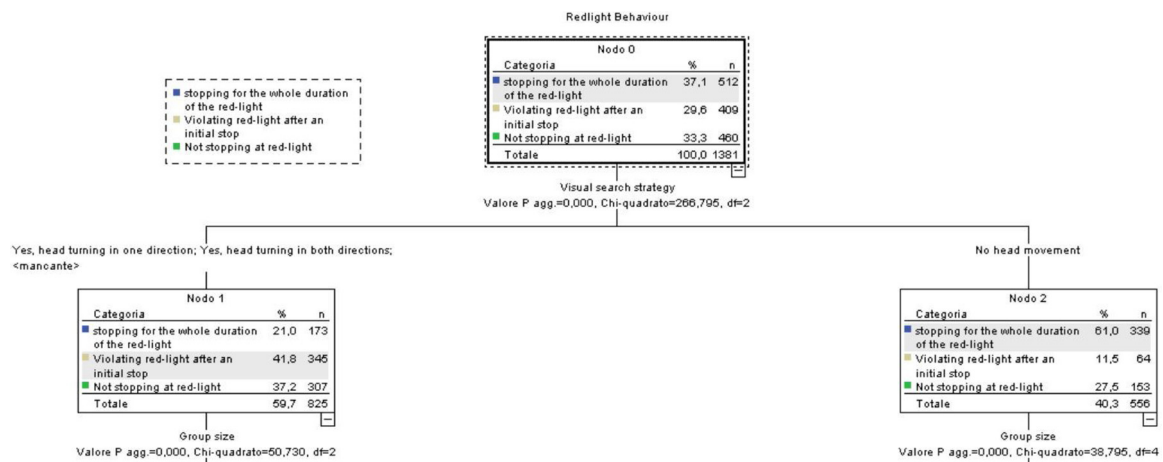 Redlight Behaviour
stopping for the whole duration
of the red-light
Violating red-light after an
initial stop
Not stopping at red-light
Nodo 0
Categoria % n
stopping for the whole duration 37,1 512
of the red-light
Violating red-light after an 29,6 409
initial stop
Not stopping at red-light 33,3 460
Totale 100,0 1381
Visual search strategy
Valore P agg.=0,000, Chi-quadrato=266,795, df=2
Yes, head turning in one direction; Yes, head turning in both directions;
<mancante>
No head movement
Nodo 1
Categoria % n
stopping for the whole duration 21,0 173
of the red-light
Violating red-light after an 41,8 345
initial stop
Not stopping at red-light 37,2 307
Totale 59,7 825
Group size
Valore P agg.=0,000, Chi-quadrato=50,730, df=2
Nodo 2
Categoria % n
stopping for the whole duration 61,0 339
of the red-light
Violating red-light after an 11,5 64
initial stop
Not stopping at red-light 27,5 153
Totale 40,3 556
Group size
Valore P agg.=0,000, Chi-quadrato=38,795, df=4